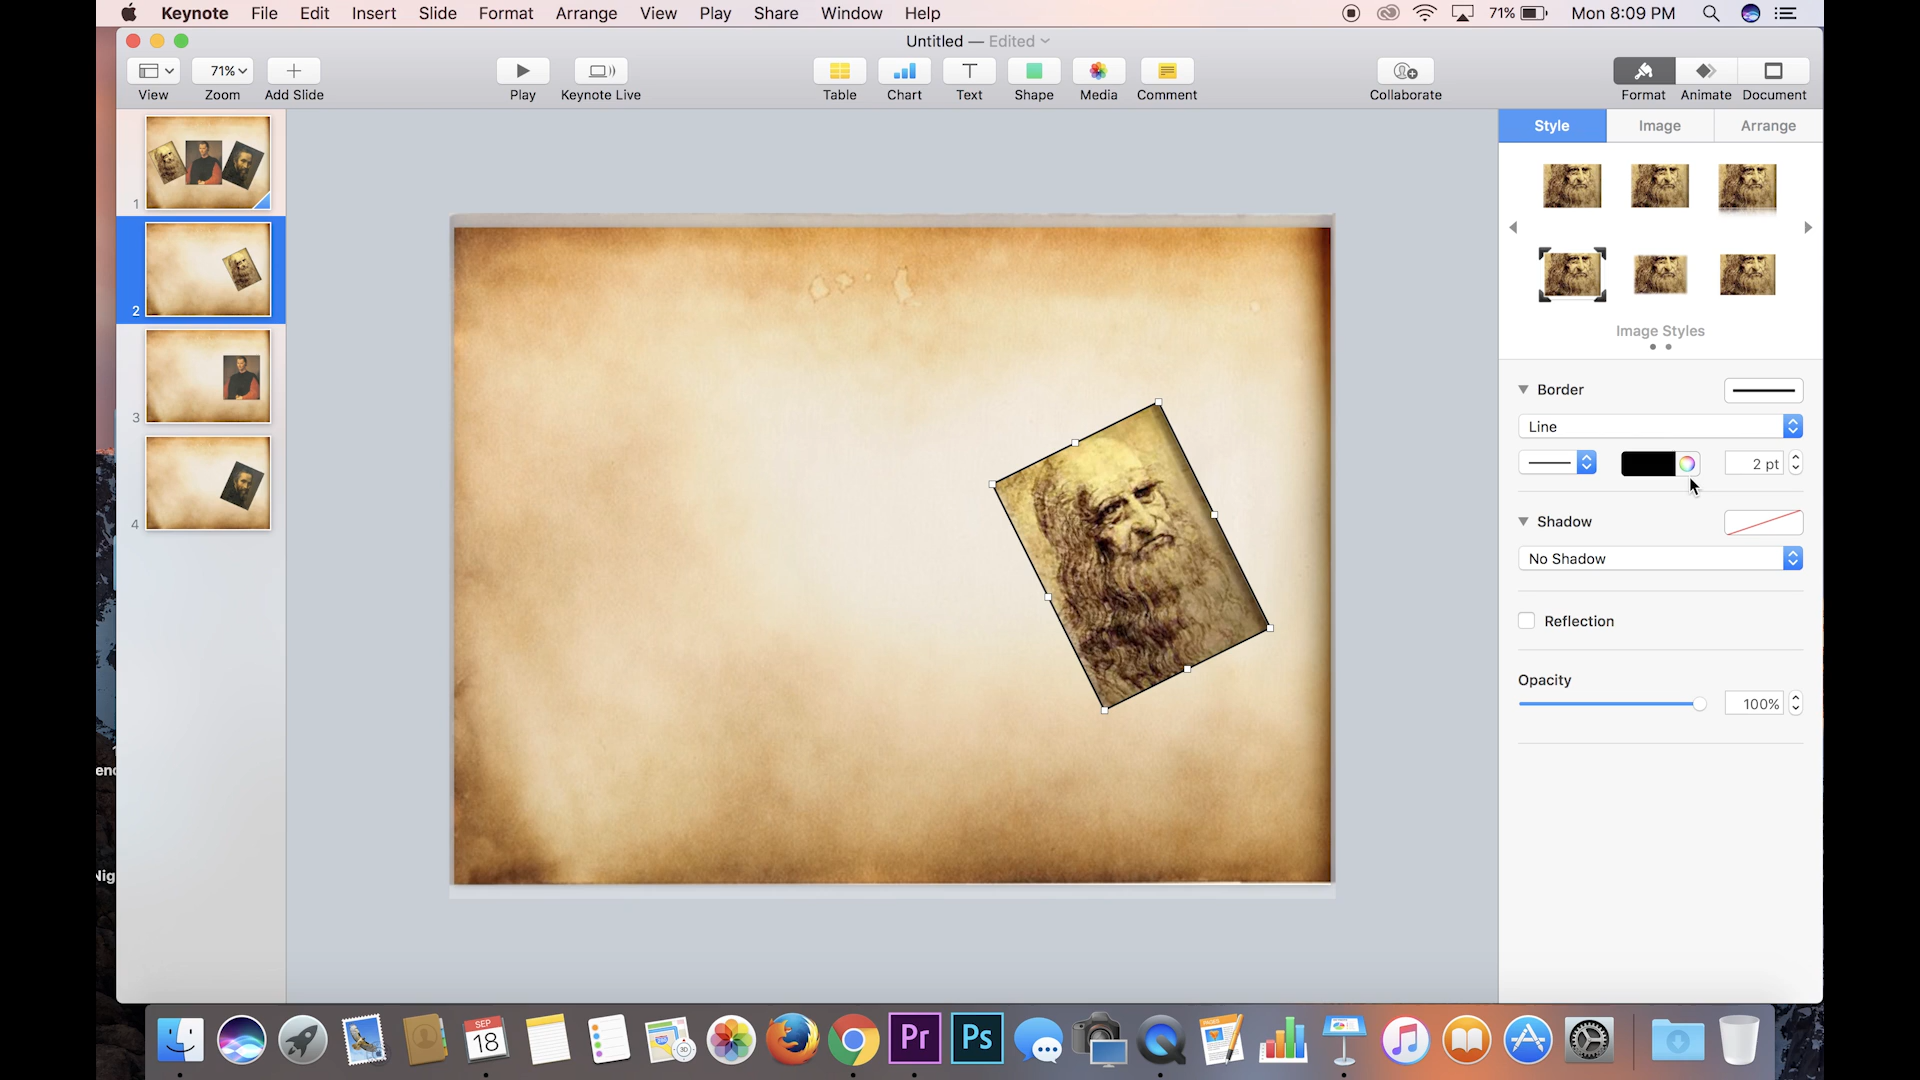 Keynote File Edit Insert Slide Format Arrange View Play Share Window Help 71% Mon 8:09 PM
Untitled — Edited
71%
View Zoom Add Slide Play Keynote Live Table Chart Text Shape Media Comment Collaborate Format Animate Document
Style Image Arrange
1
2
3
4
Image Styles
Border
Line
2 pt
Shadow
No Shadow
Reflection
Opacity
100%
SEP
18
Pr
Ps